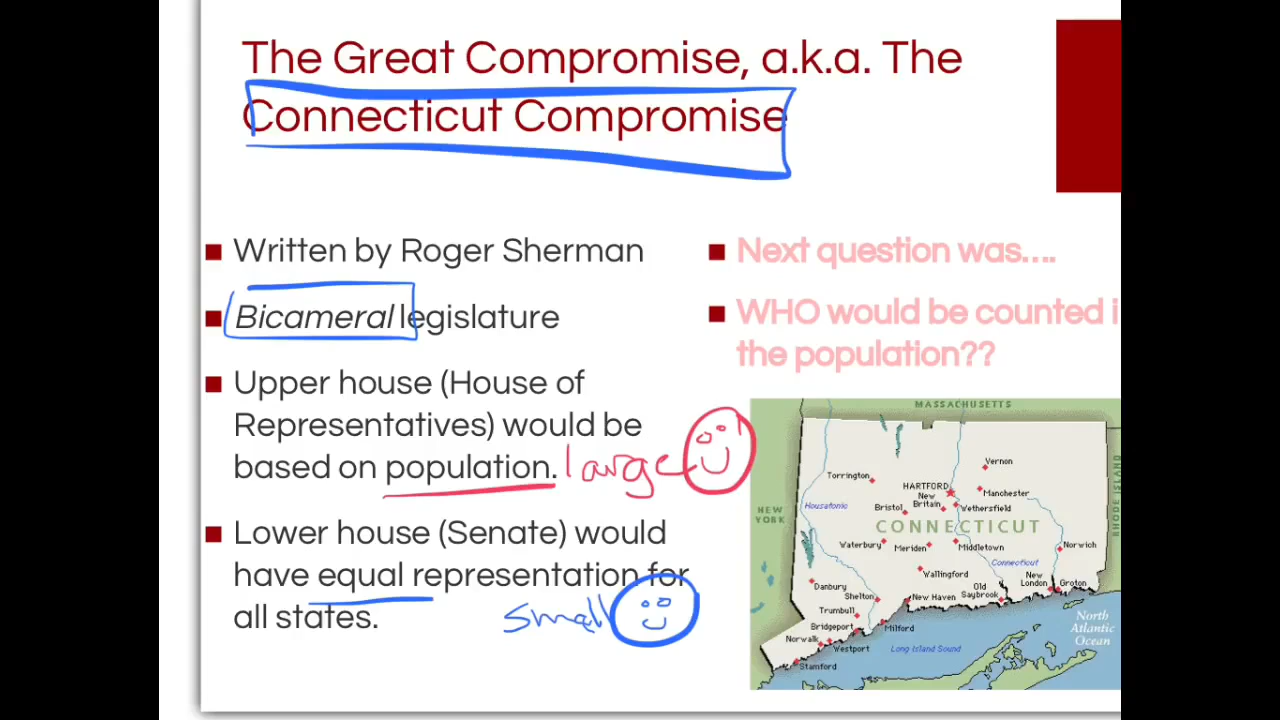 The Great Compromise, a.k.a. The
Connecticut Compromise
Written by Roger Sherman
Bicameral legislature
Upper house (House of
Representatives) would be
based on population. large
Lower house (Senate) would
have equal representation for
all states. small
Next question was....
WHO would be counted i
the population??
MASSACHUSETTS
NEW
YORK
RHODE ISLAND
CONNECTICUT
Torrington
Vernon
HARTFORD
New
Britain
Manchester
Housatonic
Bristol
Wethersfield
Waterbury
Meriden
Middletown
Norwich
Connecticut
Wallingford
Danbury
Old
Saybrook
New
London
Groton
Shelton
New Haven
Trumbull
Bridgeport
Milford
Norwalk
Westport
Long Island Sound
Stamford
North
Atlantic
Ocean